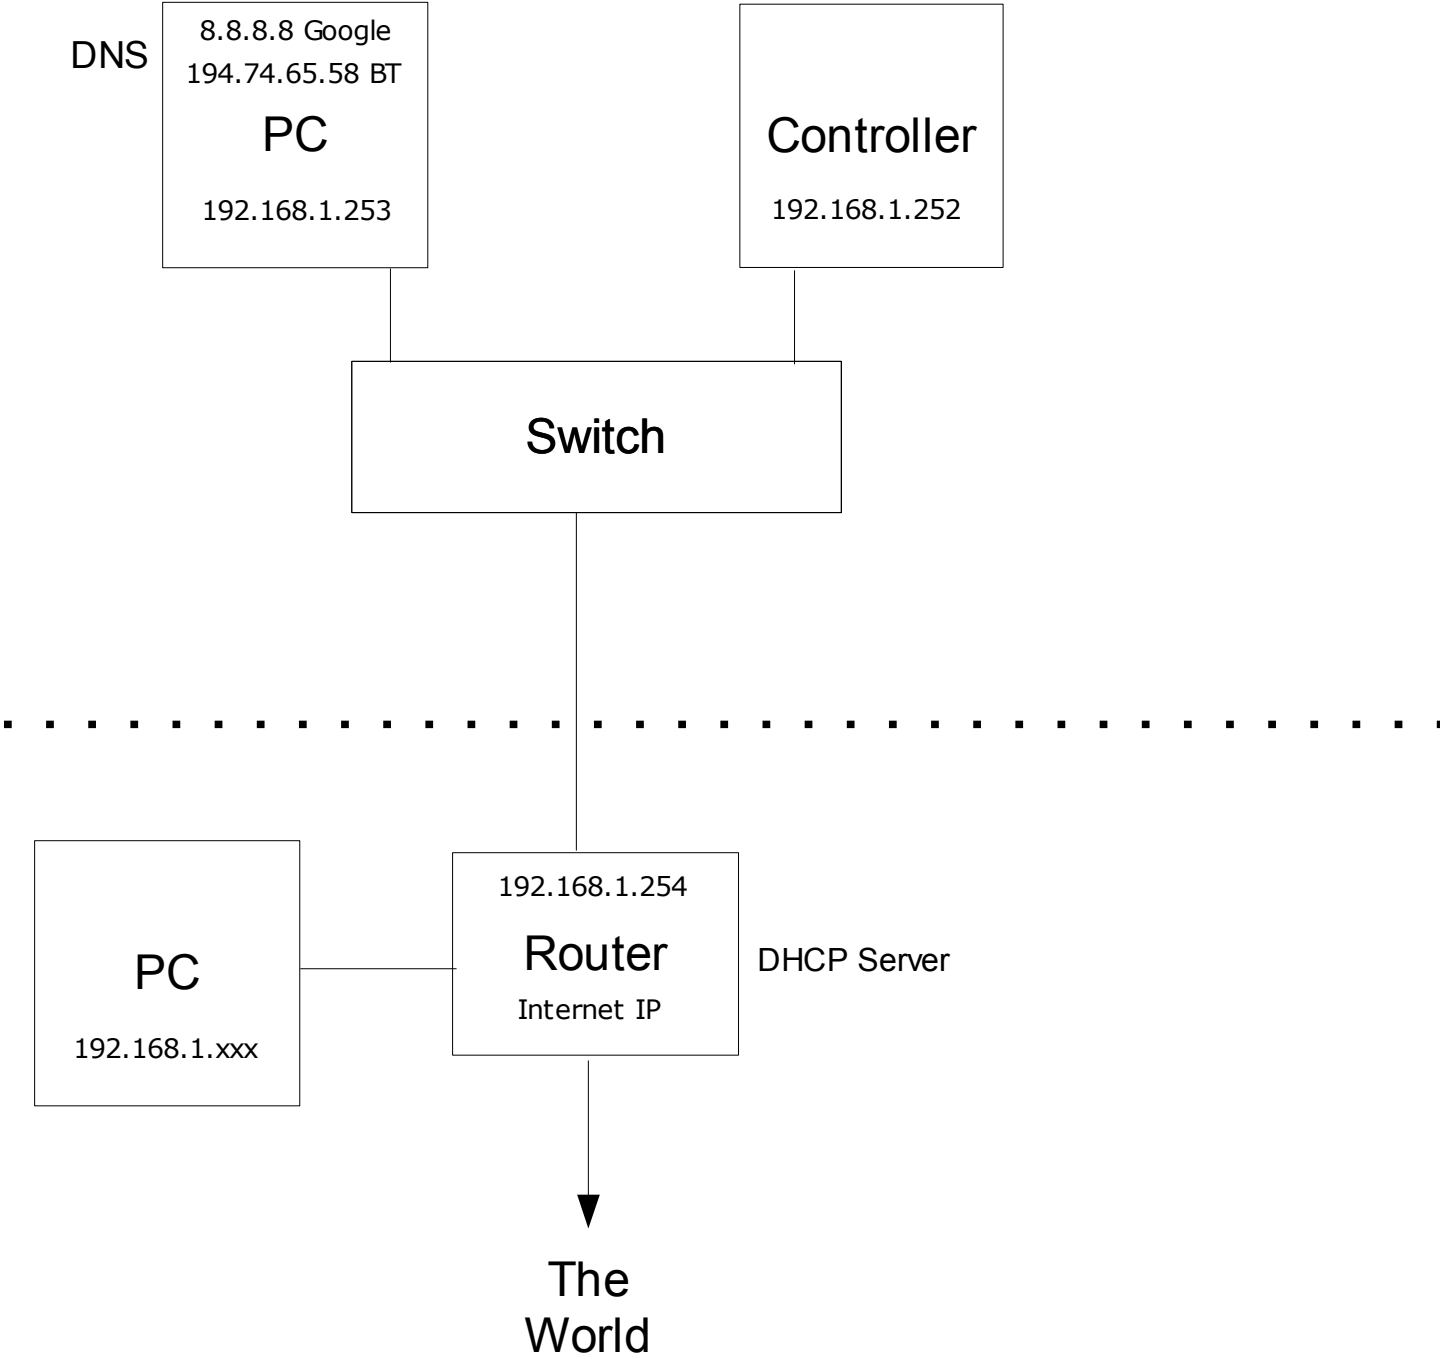 DNS
8.8.8.8 Google
194.74.65.58 BT
PC
192.168.1.253
Controller
192.168.1.252
Switch
PC
192.168.1.xxx
192.168.1.254
Router
Internet IP
DHCP Server
The
World